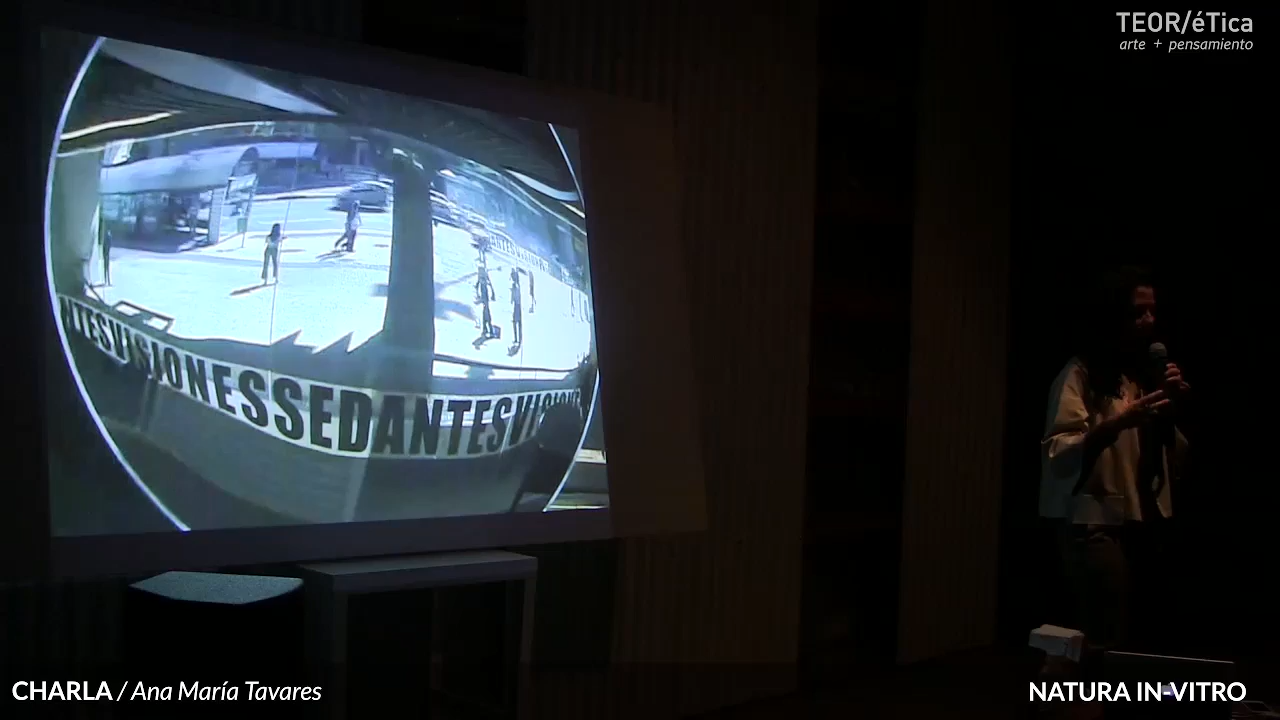 TEOR/éTica
arte + pensamiento
NTESVISIONESSEDANTESVISIONE
CHARLA / Ana María Tavares
NATURA IN-VITRO